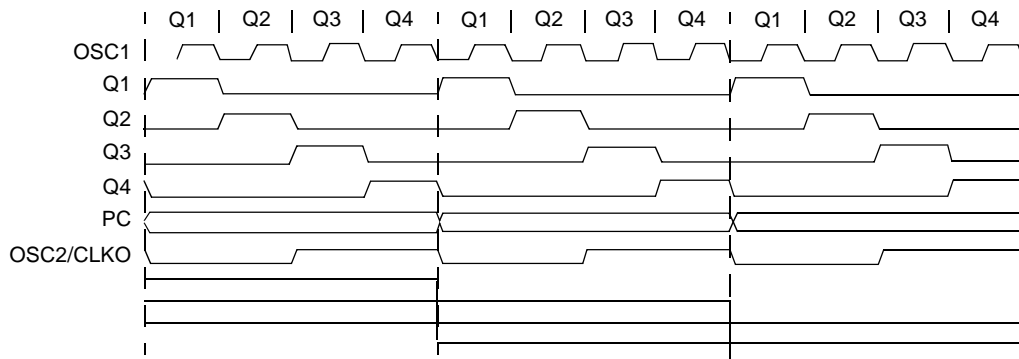 Q1 Q2 Q3 Q4 Q1 Q2 Q3 Q4 Q1 Q2 Q3 Q4
OSC1
Q1
Q2
Q3
Q4
PC
OSC2/CLKO